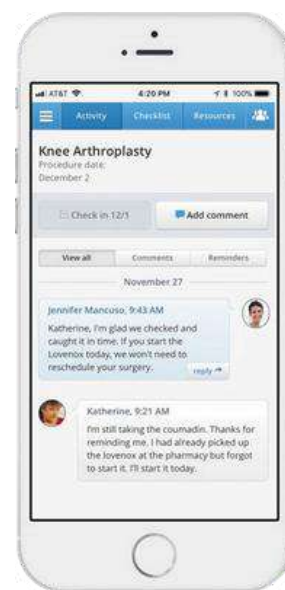 AT&T 4:20 PM 100%
Activity Checklist Resources
Knee Arthroplasty
Procedure date:
December 2
Check in 12/1 Add comment
View all Comments Reminders
November 27
Jennifer Mancuso, 9:43 AM
Katherine, I'm glad we checked and
caught it in time. If you start the
Lovenox today, we won't need to
reschedule your surgery.
reply
Katherine, 9:21 AM
I'm still taking the coumadin. Thanks for
reminding me. I had already picked up
the lovenox at the pharmacy but forgot
to start it. I'll start it today.